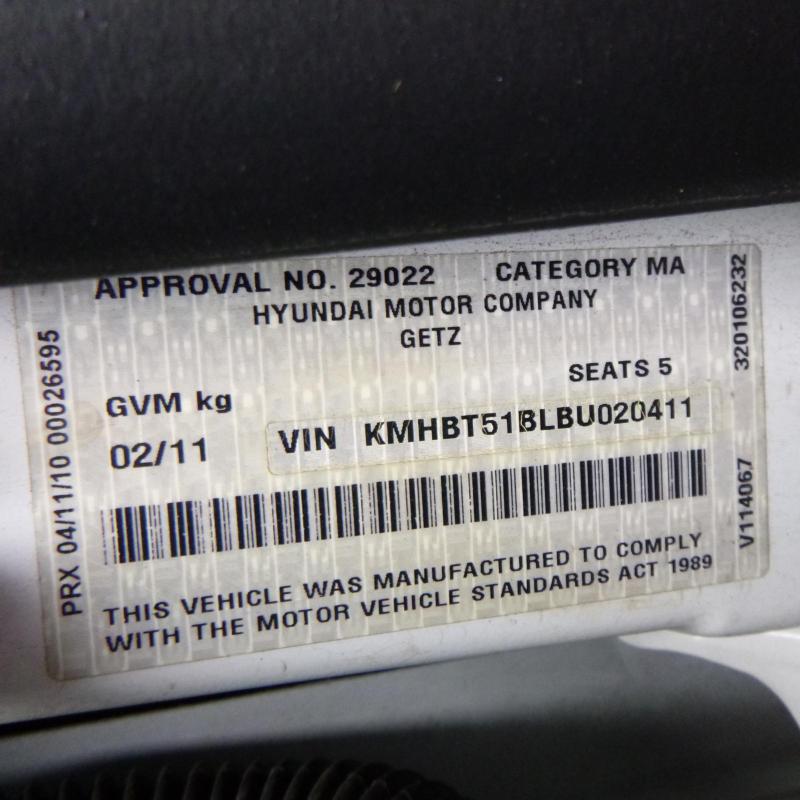 APPROVAL NO. 29022 CATEGORY MA
HYUNDAI MOTOR COMPANY
GETZ
SEATS 5
GVM kg
02/11
VIN KMHBT51BLBU020411
THIS VEHICLE WAS MANUFACTURED TO COMPLY
WITH THE MOTOR VEHICLE STANDARDS ACT 1989
PRX 04/11/10 00026595
320106232
V114067